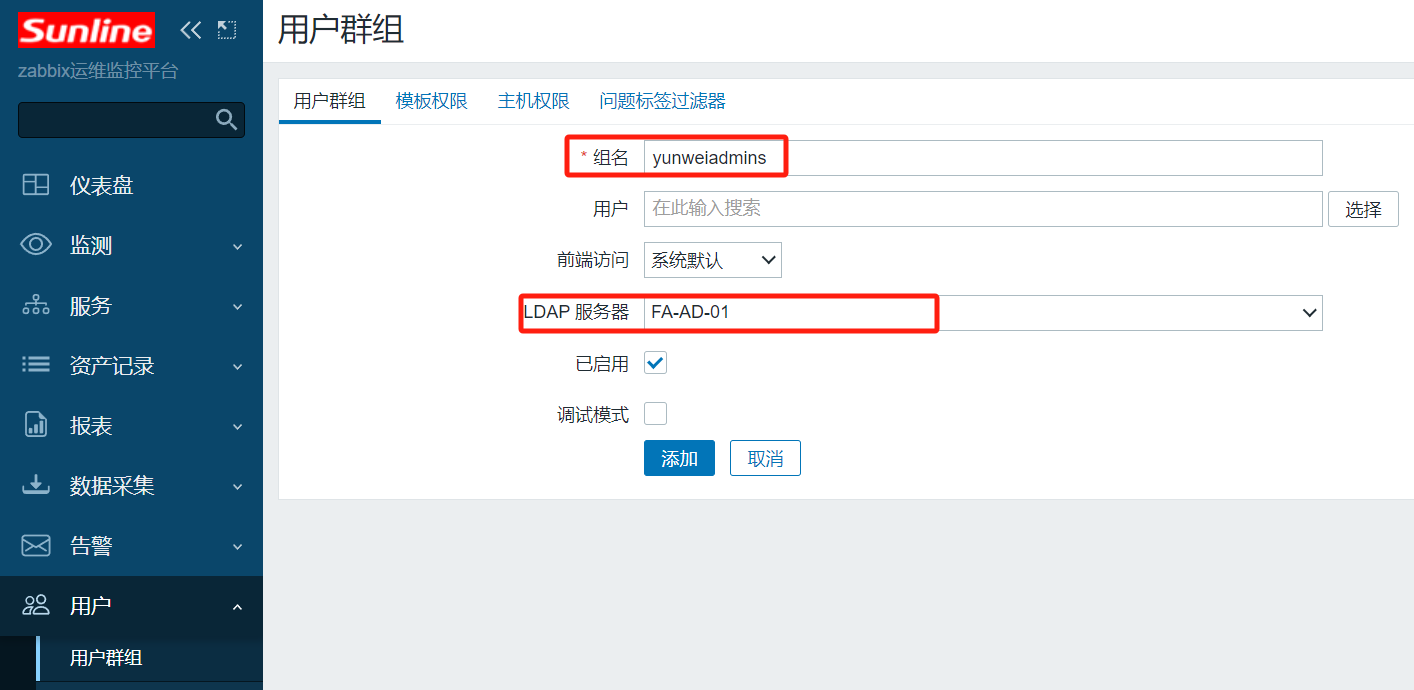 Sunline
zabbix运维监控平台
仪表盘
监测
服务
资产记录
报表
数据采集
告警
用户
用户群组
用户群组
用户群组 模板权限 主机权限 问题标签过滤器
* 组名 yunweiadmins
用户 在此输入搜索 选择
前端访问 系统默认
LDAP 服务器 FA-AD-01
已启用
调试模式
添加 取消